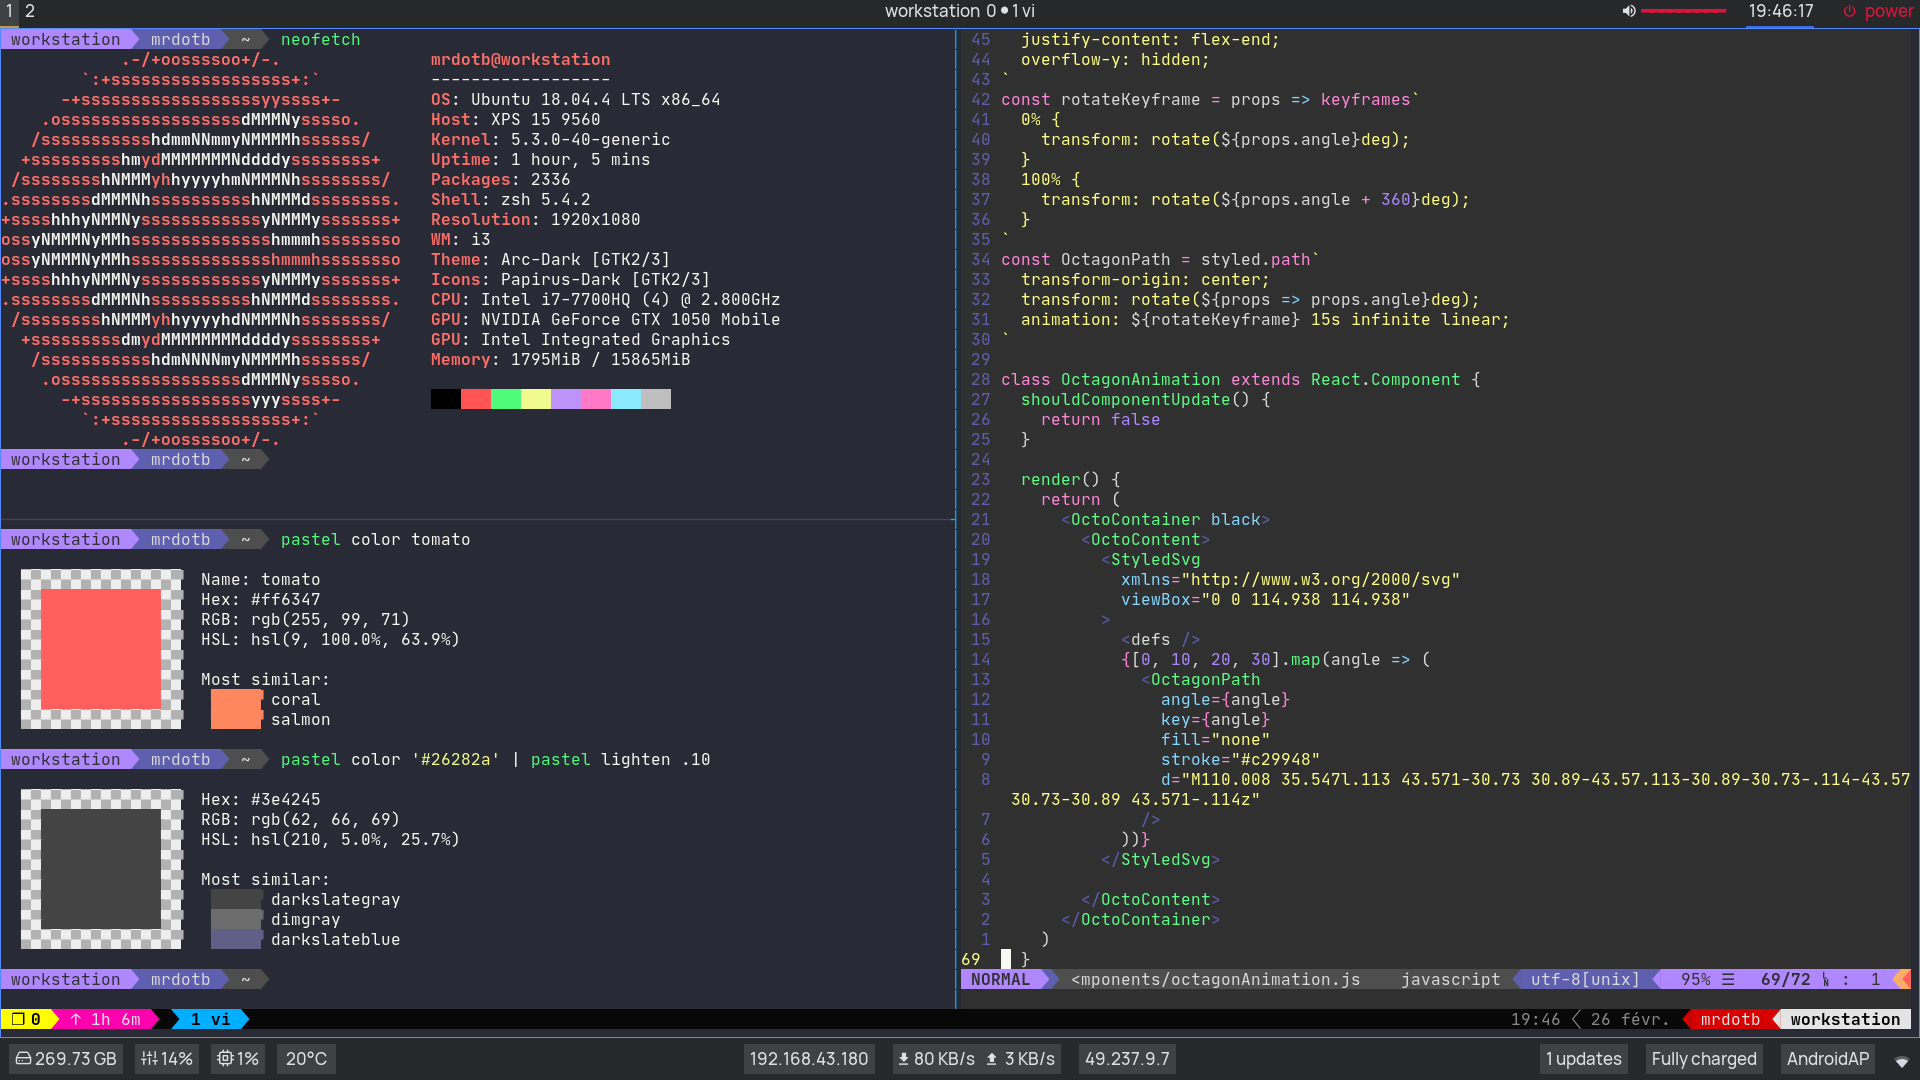 1 2
workstation 0 • 1 vi
19:46:17
power
workstation mrdotb ~ neofetch
.-/+oossssoo+/-.
`:+ssssssssssssssssss+:`
-+ssssssssssssssssssyyssss+-
.ossssssssssssssssssdMMMNysssso.
/ssssssssssshdmmNNmmyNMMMMhssssss/
+ssssssssshmydMMMMMMMNddddyssssssss+
/sssssssshNMMMyhhyyyyhmNMMMNhssssssss/
.ssssssssdMMMNhsssssssssshNMMMdssssssss.
+sssshhhyNMMNyssssssssssssyNMMMysssssss+
ossyNMMMNyMMhsssssssssssssshmmmhssssssso
ossyNMMMNyMMhsssssssssssssshmmmhssssssso
+sssshhhyNMMNyssssssssssssyNMMMysssssss+
.ssssssssdMMMNhsssssssssshNMMMdssssssss.
/sssssssshNMMMyhhyyyyhdNMMMNhssssssss/
+sssssssssdmydMMMMMMMMddddyssssssss+
/ssssssssssshdmNNNNmyNMMMMhssssss/
.ossssssssssssssssssdMMMNysssso.
-+sssssssssssssssssyyyssss+-
`:+ssssssssssssssssss+:`
.-/+oossssoo+/-.
mrdotb@workstation
------------------
OS: Ubuntu 18.04.4 LTS x86_64
Host: XPS 15 9560
Kernel: 5.3.0-40-generic
Uptime: 1 hour, 5 mins
Packages: 2336
Shell: zsh 5.4.2
Resolution: 1920x1080
WM: i3
Theme: Arc-Dark [GTK2/3]
Icons: Papirus-Dark [GTK2/3]
CPU: Intel i7-7700HQ (4) @ 2.800GHz
GPU: NVIDIA GeForce GTX 1050 Mobile
GPU: Intel Integrated Graphics
Memory: 1795MiB / 15865MiB
workstation mrdotb ~
workstation mrdotb ~ pastel color tomato
Name: tomato
Hex: #ff6347
RGB: rgb(255, 99, 71)
HSL: hsl(9, 100.0%, 63.9%)
Most similar:
coral
salmon
workstation mrdotb ~ pastel color '#26282a' | pastel lighten .10
Hex: #3e4245
RGB: rgb(62, 66, 69)
HSL: hsl(210, 5.0%, 25.7%)
Most similar:
darkslategray
dimgray
darkslateblue
workstation mrdotb ~
45 justify-content: flex-end;
44 overflow-y: hidden;
43 `
42 const rotateKeyframe = props => keyframes`
41 0% {
40 transform: rotate(${props.angle}deg);
39 }
38 100% {
37 transform: rotate(${props.angle + 360}deg);
36 }
35 `
34 const OctagonPath = styled.path`
33 transform-origin: center;
32 transform: rotate(${props => props.angle}deg);
31 animation: ${rotateKeyframe} 15s infinite linear;
30 `
29
28 class OctagonAnimation extends React.Component {
27 shouldComponentUpdate() {
26 return false
25 }
24
23 render() {
22 return (
21 <OctoContainer black>
20 <OctoContent>
19 <StyledSvg
18 xmlns="http://www.w3.org/2000/svg"
17 viewBox="0 0 114.938 114.938"
16 >
15 <defs />
14 {[0, 10, 20, 30].map(angle => (
13 <OctagonPath
12 angle={angle}
11 key={angle}
10 fill="none"
9 stroke="#c29948"
8 d="M110.008 35.547l.113 43.571-30.73 30.89-43.57.113-30.89-30.73-.114-43.57
30.73-30.89 43.571-.114z"
7 />
6 ))}
5 </StyledSvg>
4
3 </OctoContent>
2 </OctoContainer>
1 )
69 }
NORMAL <mponents/octagonAnimation.js javascript utf-8[unix] 95% ☰ 69/72 : 1
❐ 0 ↑ 1h 6m 1 vi
19:46 26 févr. mrdotb workstation
269.73 GB 14% 1% 20°C
192.168.43.180 80 KB/s 3 KB/s 49.237.9.7
1 updates Fully charged AndroidAP